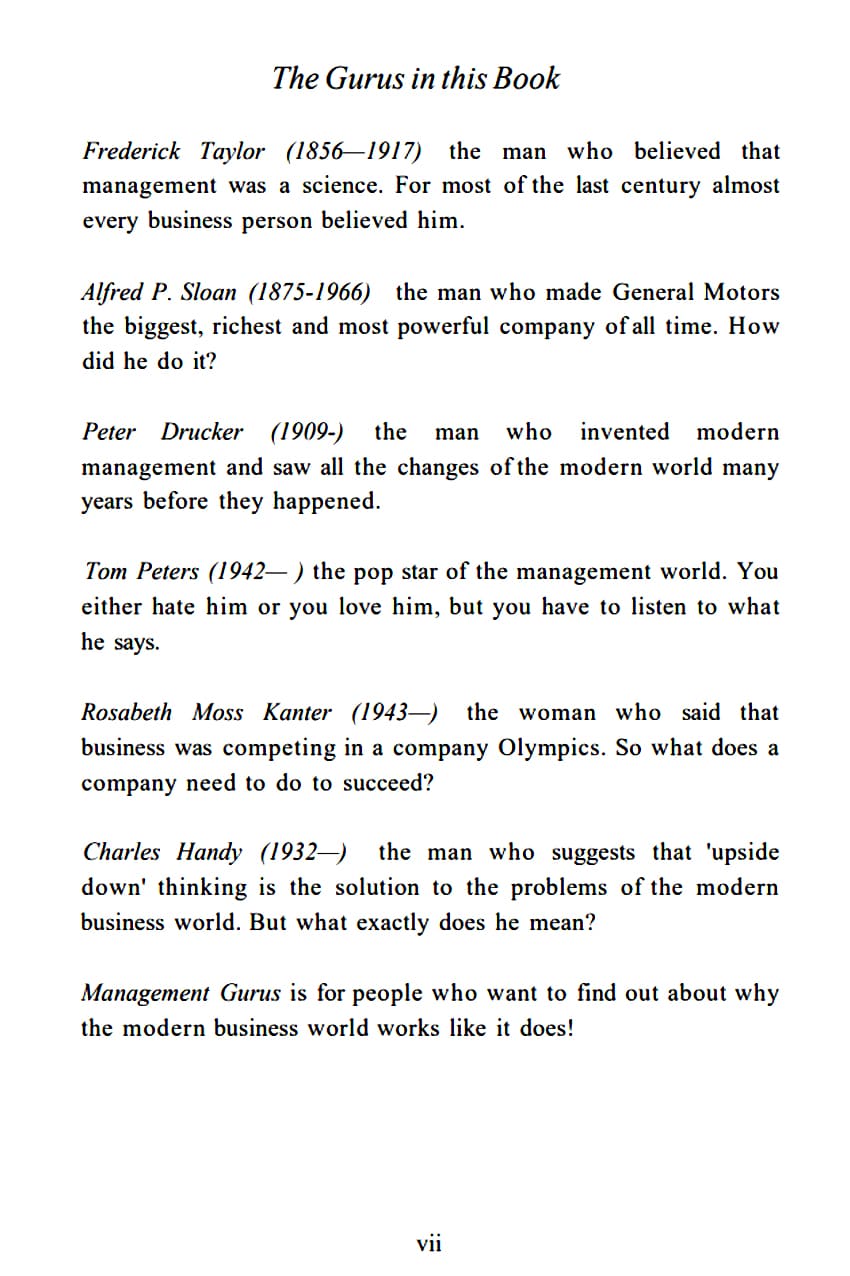 The Gurus in this Book
Frederick Taylor (1856—1917) the man who believed that
management was a science. For most of the last century almost
every business person believed him.
Alfred P. Sloan (1875-1966) the man who made General Motors
the biggest, richest and most powerful company of all time. How
did he do it?
Peter Drucker (1909-) the man who invented modern
management and saw all the changes of the modern world many
years before they happened.
Tom Peters (1942— ) the pop star of the management world. You
either hate him or you love him, but you have to listen to what
he says.
Rosabeth Moss Kanter (1943—) the woman who said that
business was competing in a company Olympics. So what does a
company need to do to succeed?
Charles Handy (1932—) the man who suggests that 'upside
down' thinking is the solution to the problems of the modern
business world. But what exactly does he mean?
Management Gurus is for people who want to find out about why
the modern business world works like it does!
vii